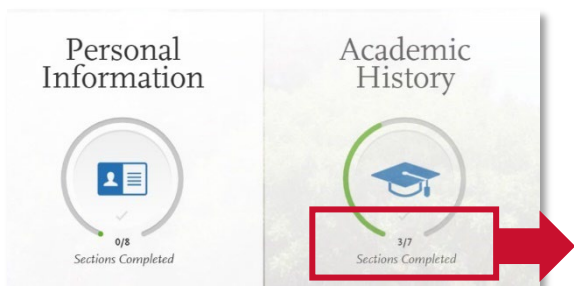 Personal
Information
0/8
Sections Completed
Academic
History
3/7
Sections Completed